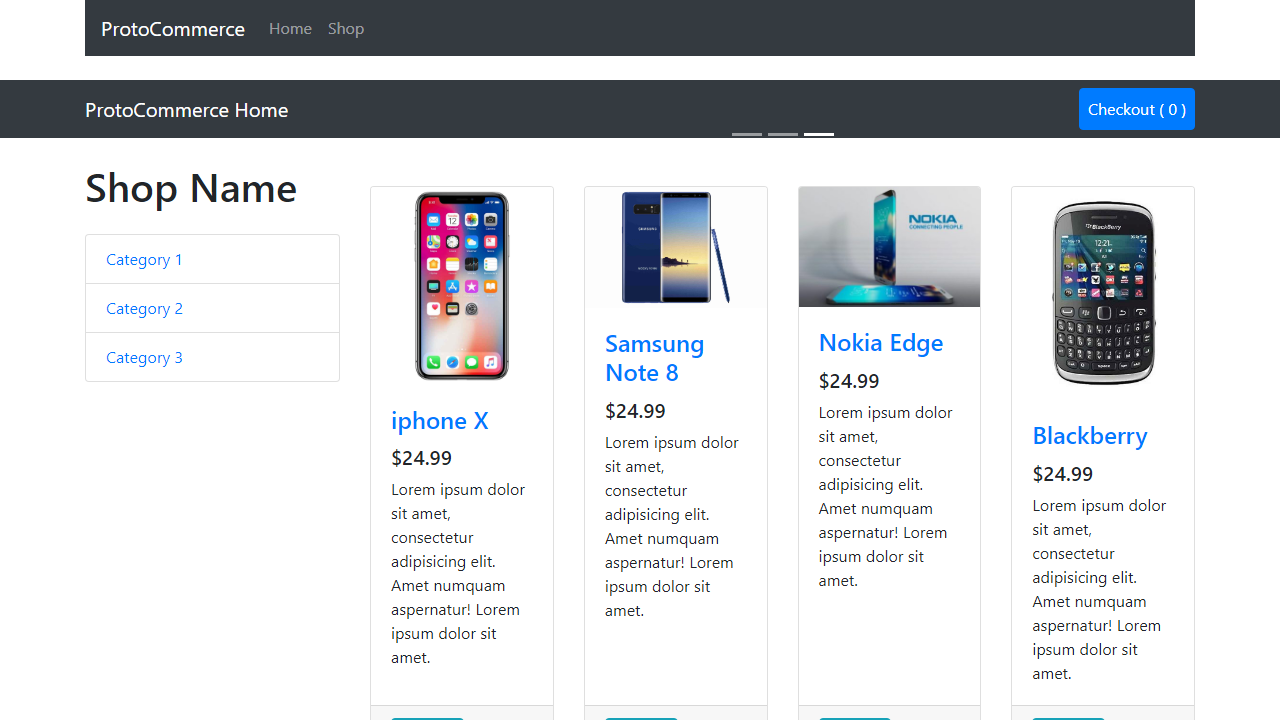 ProtoCommerce Home Shop
ProtoCommerce Home
Checkout ( 0 )
Shop Name
Category 1
Category 2
Category 3
iphone X
$24.99
Lorem ipsum dolor
sit amet,
consectetur
adipisicing elit.
Amet numquam
aspernatur! Lorem
ipsum dolor sit
amet.
Samsung
Note 8
$24.99
Lorem ipsum dolor
sit amet,
consectetur
adipisicing elit.
Amet numquam
aspernatur! Lorem
ipsum dolor sit
amet.
NOKIA
CONNECTING PEOPLE
Nokia Edge
$24.99
Lorem ipsum dolor
sit amet,
consectetur
adipisicing elit.
Amet numquam
aspernatur! Lorem
ipsum dolor sit
amet.
BlackBerry
12:21
Blackberry
$24.99
Lorem ipsum dolor
sit amet,
consectetur
adipisicing elit.
Amet numquam
aspernatur! Lorem
ipsum dolor sit
amet.